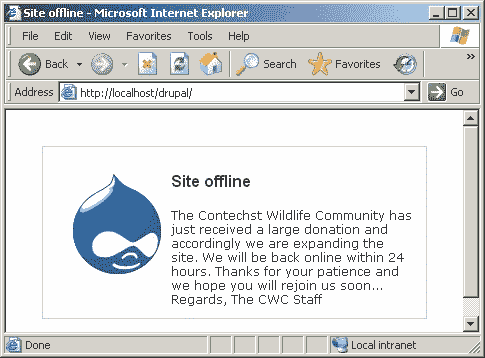 Site offline - Microsoft Internet Explorer
File Edit View Favorites Tools Help
Back Search Favorites »
Address http://localhost/drupal/ Go
Site offline
The Contechst Wildlife Community has
just received a large donation and
accordingly we are expanding the
site. We will be back online within 24
hours. Thanks for your patience and
we hope you will rejoin us soon...
Regards, The CWC Staff
Done Local intranet